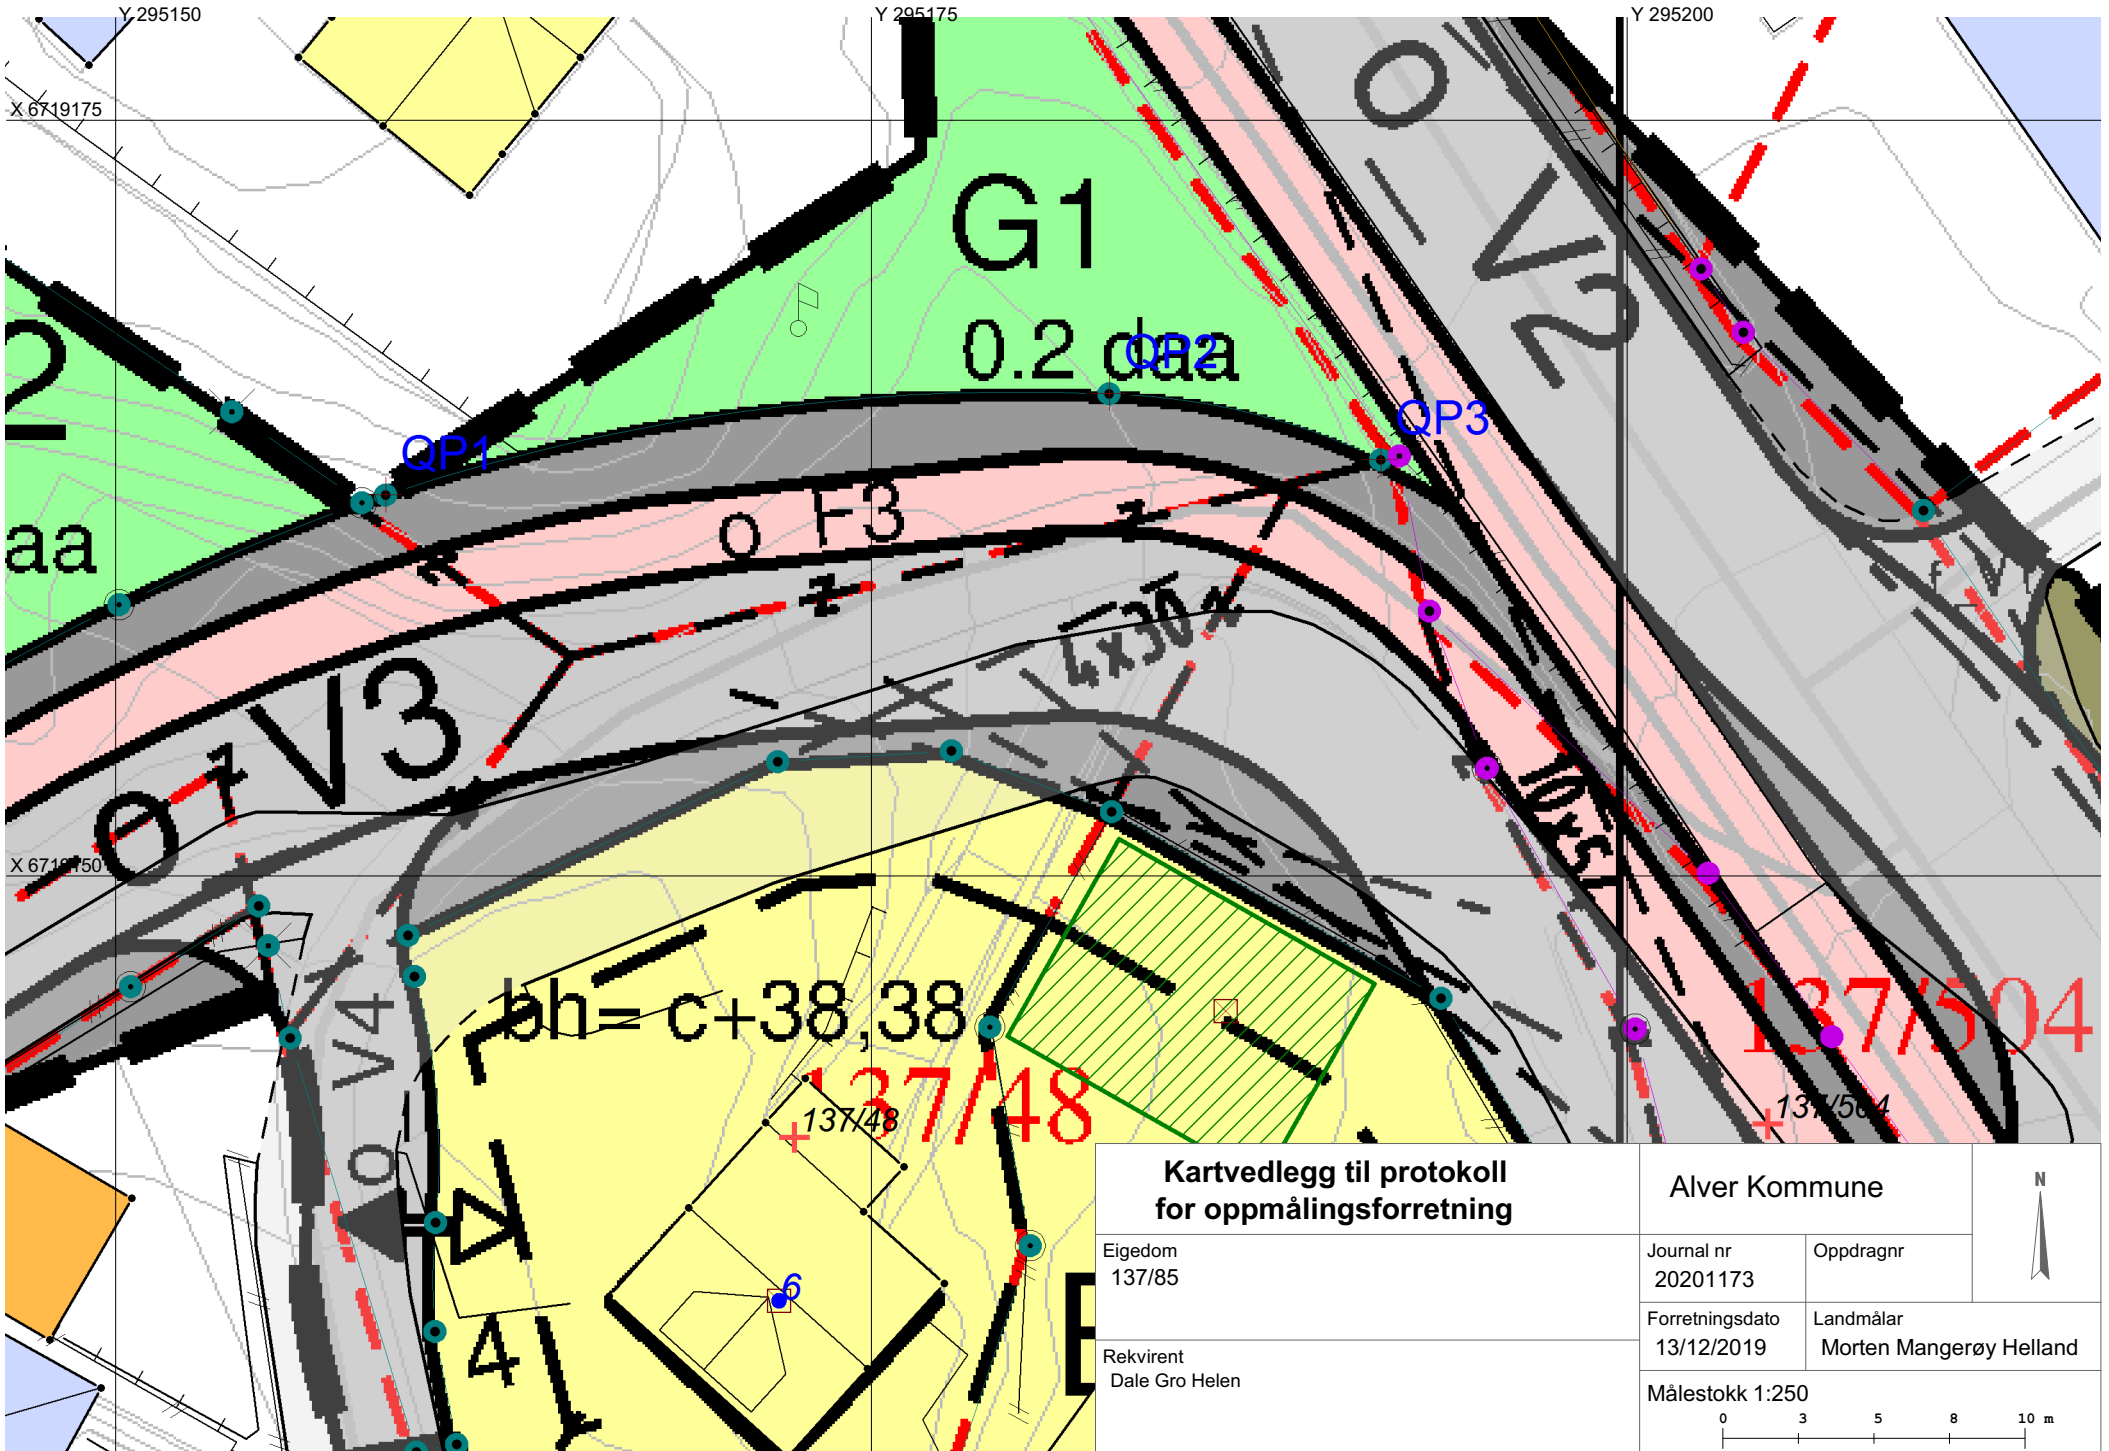 Y 295150
Y 295175
Y 295200
X 6719175
O V2
G1
0.2 daa
QP2
2
QP1
QP3
aa
o F3
4x30
V3
O
10x51
X 6719150
V4
o
bh= c+38,38
137/504
137/48
137/48
137/504
6
4
Kartvedlegg til protokoll
for oppmålingsforretning
Alver Kommune
N
Eigedom
137/85
Journal nr
20201173
Oppdragnr
Forretningsdato
13/12/2019
Landmålar
Morten Mangerøy Helland
Rekvirent
Dale Gro Helen
Målestokk 1:250
0 3 5 8 10 m